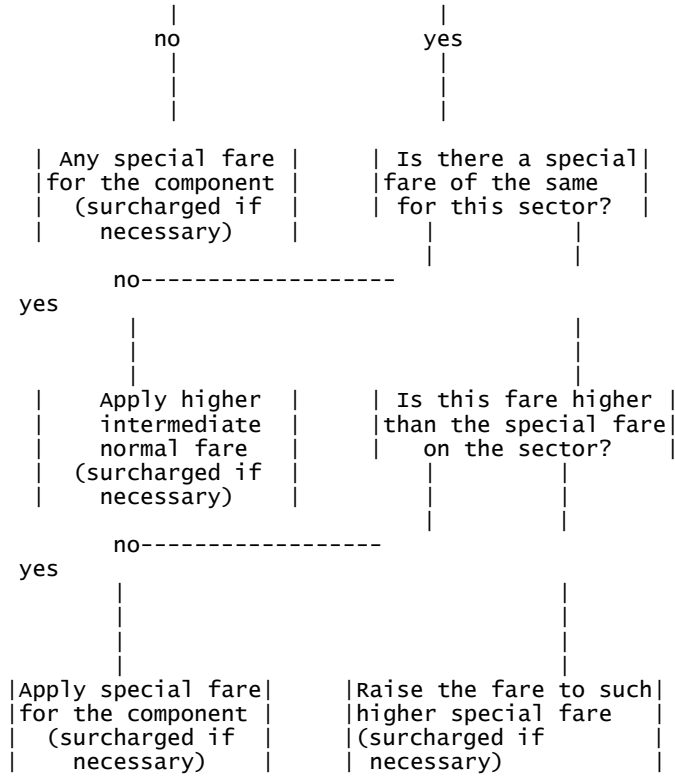 no yes
Any special fare
for the component
(surcharged if
necessary)
Is there a special
fare of the same
for this sector?
no-------------------
yes
Apply higher
intermediate
normal fare
(surcharged if
necessary)
Is this fare higher
than the special fare
on the sector?
no------------------
yes
Apply special fare
for the component
(surcharged if
necessary)
Raise the fare to such
higher special fare
(surcharged if
necessary)